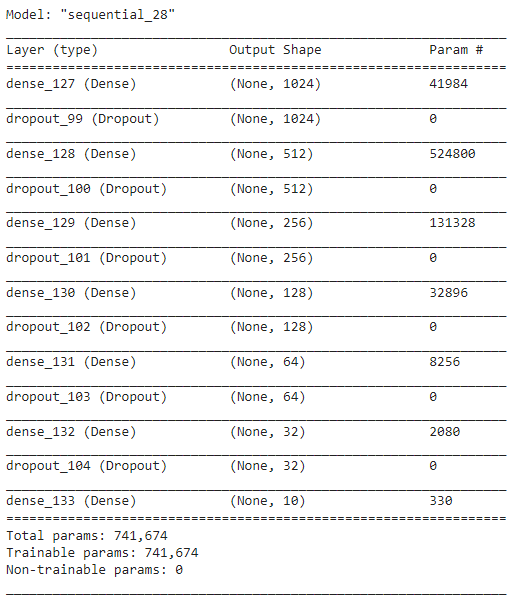 Model: "sequential_28"
Layer (type) Output Shape Param #
dense_127 (Dense) (None, 1024) 41984
dropout_99 (Dropout) (None, 1024) 0
dense_128 (Dense) (None, 512) 524800
dropout_100 (Dropout) (None, 512) 0
dense_129 (Dense) (None, 256) 131328
dropout_101 (Dropout) (None, 256) 0
dense_130 (Dense) (None, 128) 32896
dropout_102 (Dropout) (None, 128) 0
dense_131 (Dense) (None, 64) 8256
dropout_103 (Dropout) (None, 64) 0
dense_132 (Dense) (None, 32) 2080
dropout_104 (Dropout) (None, 32) 0
dense_133 (Dense) (None, 10) 330
Total params: 741,674
Trainable params: 741,674
Non-trainable params: 0